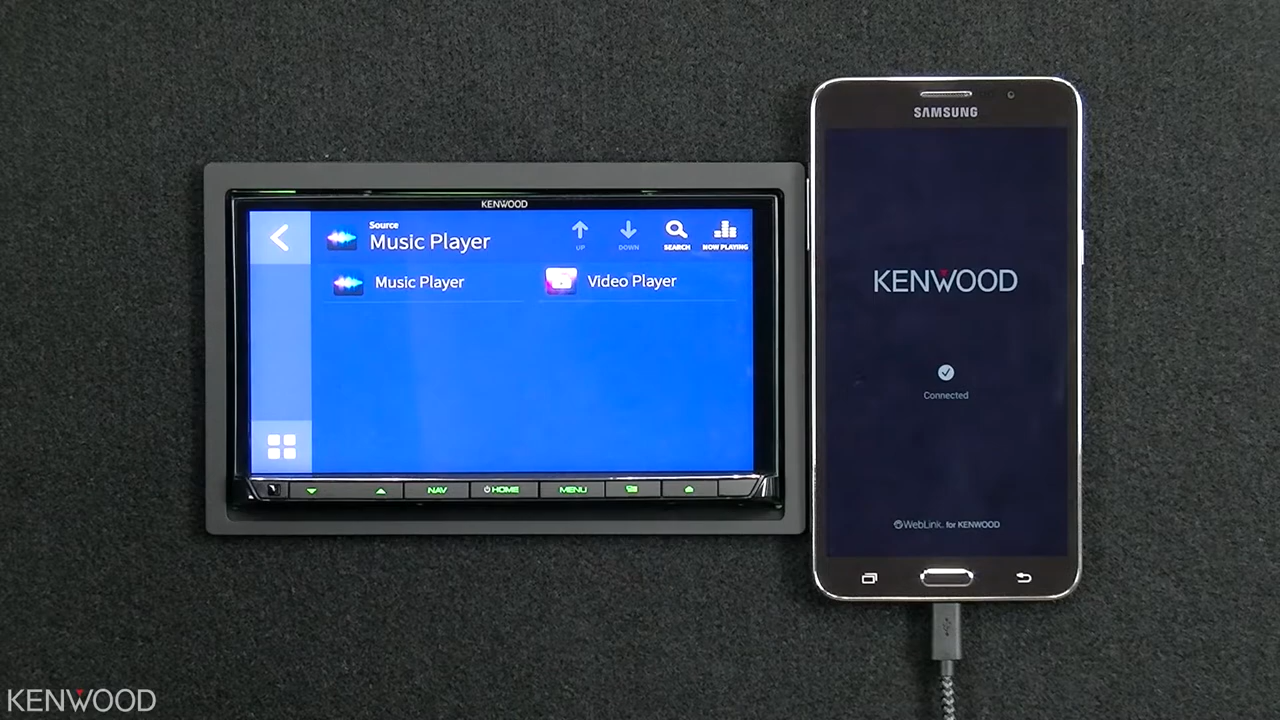 KENWOOD
Source
Music Player
UP
DOWN
SEARCH
NOW PLAYING
Music Player
Video Player
NAV
HOME
MENU
SAMSUNG
KENWOOD
Connected
WebLink. for KENWOOD
KENWOOD